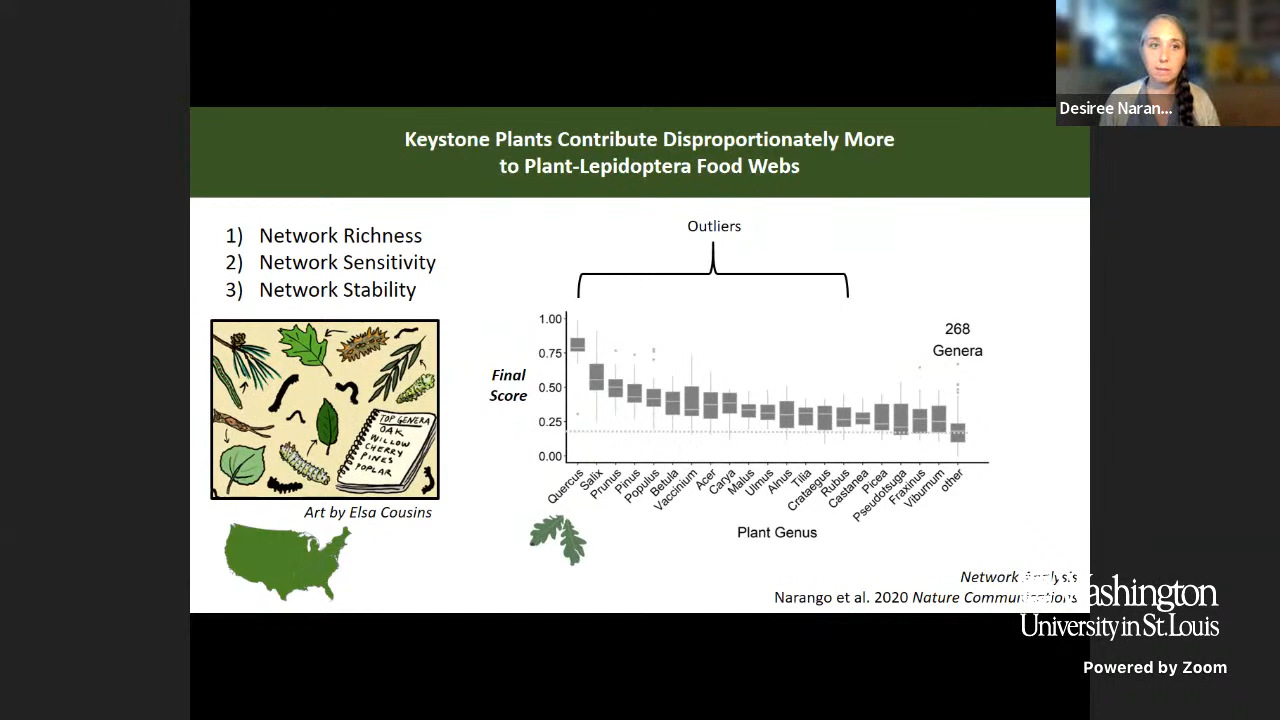 Desiree Naran...
Keystone Plants Contribute Disproportionately More
to Plant-Lepidoptera Food Webs
1) Network Richness
2) Network Sensitivity
3) Network Stability
TOP GENERA
OAK
WILLOW
CHERRY
PINES
POPLAR
Art by Elsa Cousins
Outliers
268
Genera
Final
Score
1.00
0.75
0.50
0.25
0.00
Quercus
Salix
Prunus
Pinus
Populus
Betula
Vaccinium
Acer
Carya
Malus
Ulmus
Alnus
Tilia
Crataegus
Rubus
Castanea
Picea
Pseudotsuga
Fraxinus
Viburnum
other
Plant Genus
Network Analysis
Narango et al. 2020 Nature Communications
Washington
University in St. Louis
Powered by Zoom